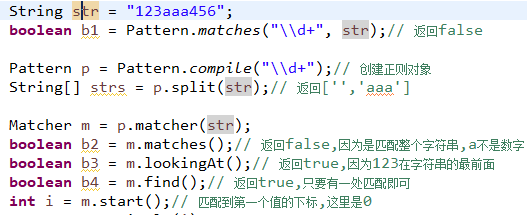 String str = "123aaa456";
boolean b1 = Pattern.matches("\\d+", str);// 返回false
Pattern p = Pattern.compile("\\d+");// 创建正则对象
String[] strs = p.split(str);// 返回['','aaa']
Matcher m = p.matcher(str);
boolean b2 = m.matches();// 返回false,因为是匹配整个字符串,a不是数字
boolean b3 = m.lookingAt();// 返回true,因为123在字符串的最前面
boolean b4 = m.find();// 返回true,只要有一处匹配即可
int i = m.start();// 匹配到第一个值的下标,这里是0